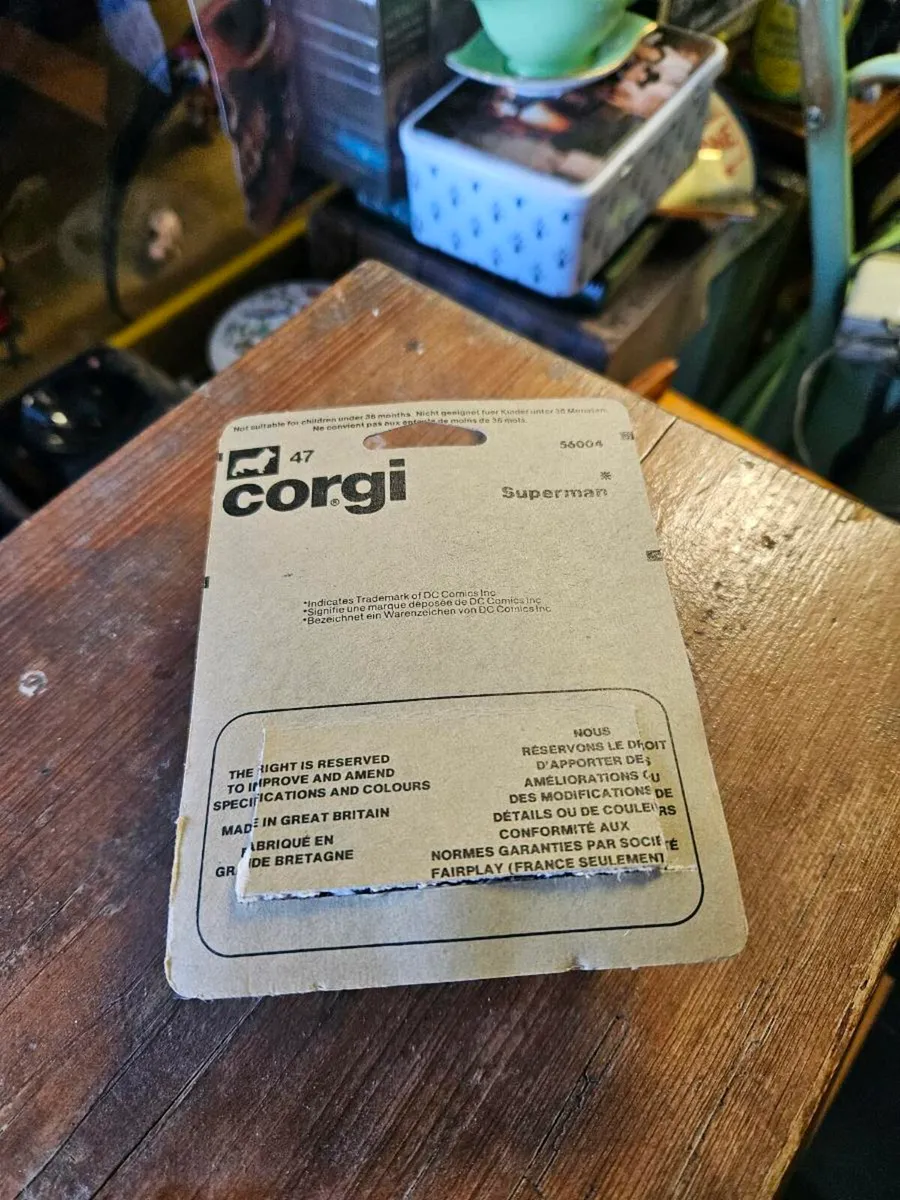 Not suitable for children under 36 months. Nicht geeignet fuer Kinder unter 36 Monaten.
Ne convient pas aux enfants de moins de 36 mois.
47
56004
corgi®
*
Superman
*Indicates Trademark of DC Comics Inc
*Signifie une marque déposée de DC Comics Inc
*Bezeichnet ein Warenzeichen von DC Comics Inc
THE RIGHT IS RESERVED
TO IMPROVE AND AMEND
SPECIFICATIONS AND COLOURS
MADE IN GREAT BRITAIN
FABRIQUÉ EN
GRANDE BRETAGNE
NOUS
RÉSERVONS LE DROIT
D'APPORTER DES
AMÉLIORATIONS OU
DES MODIFICATIONS DE
DÉTAILS OU DE COULEURS
CONFORMITÉ AUX
NORMES GARANTIES PAR SOCIÉTÉ
FAIRPLAY (FRANCE SEULEMENT